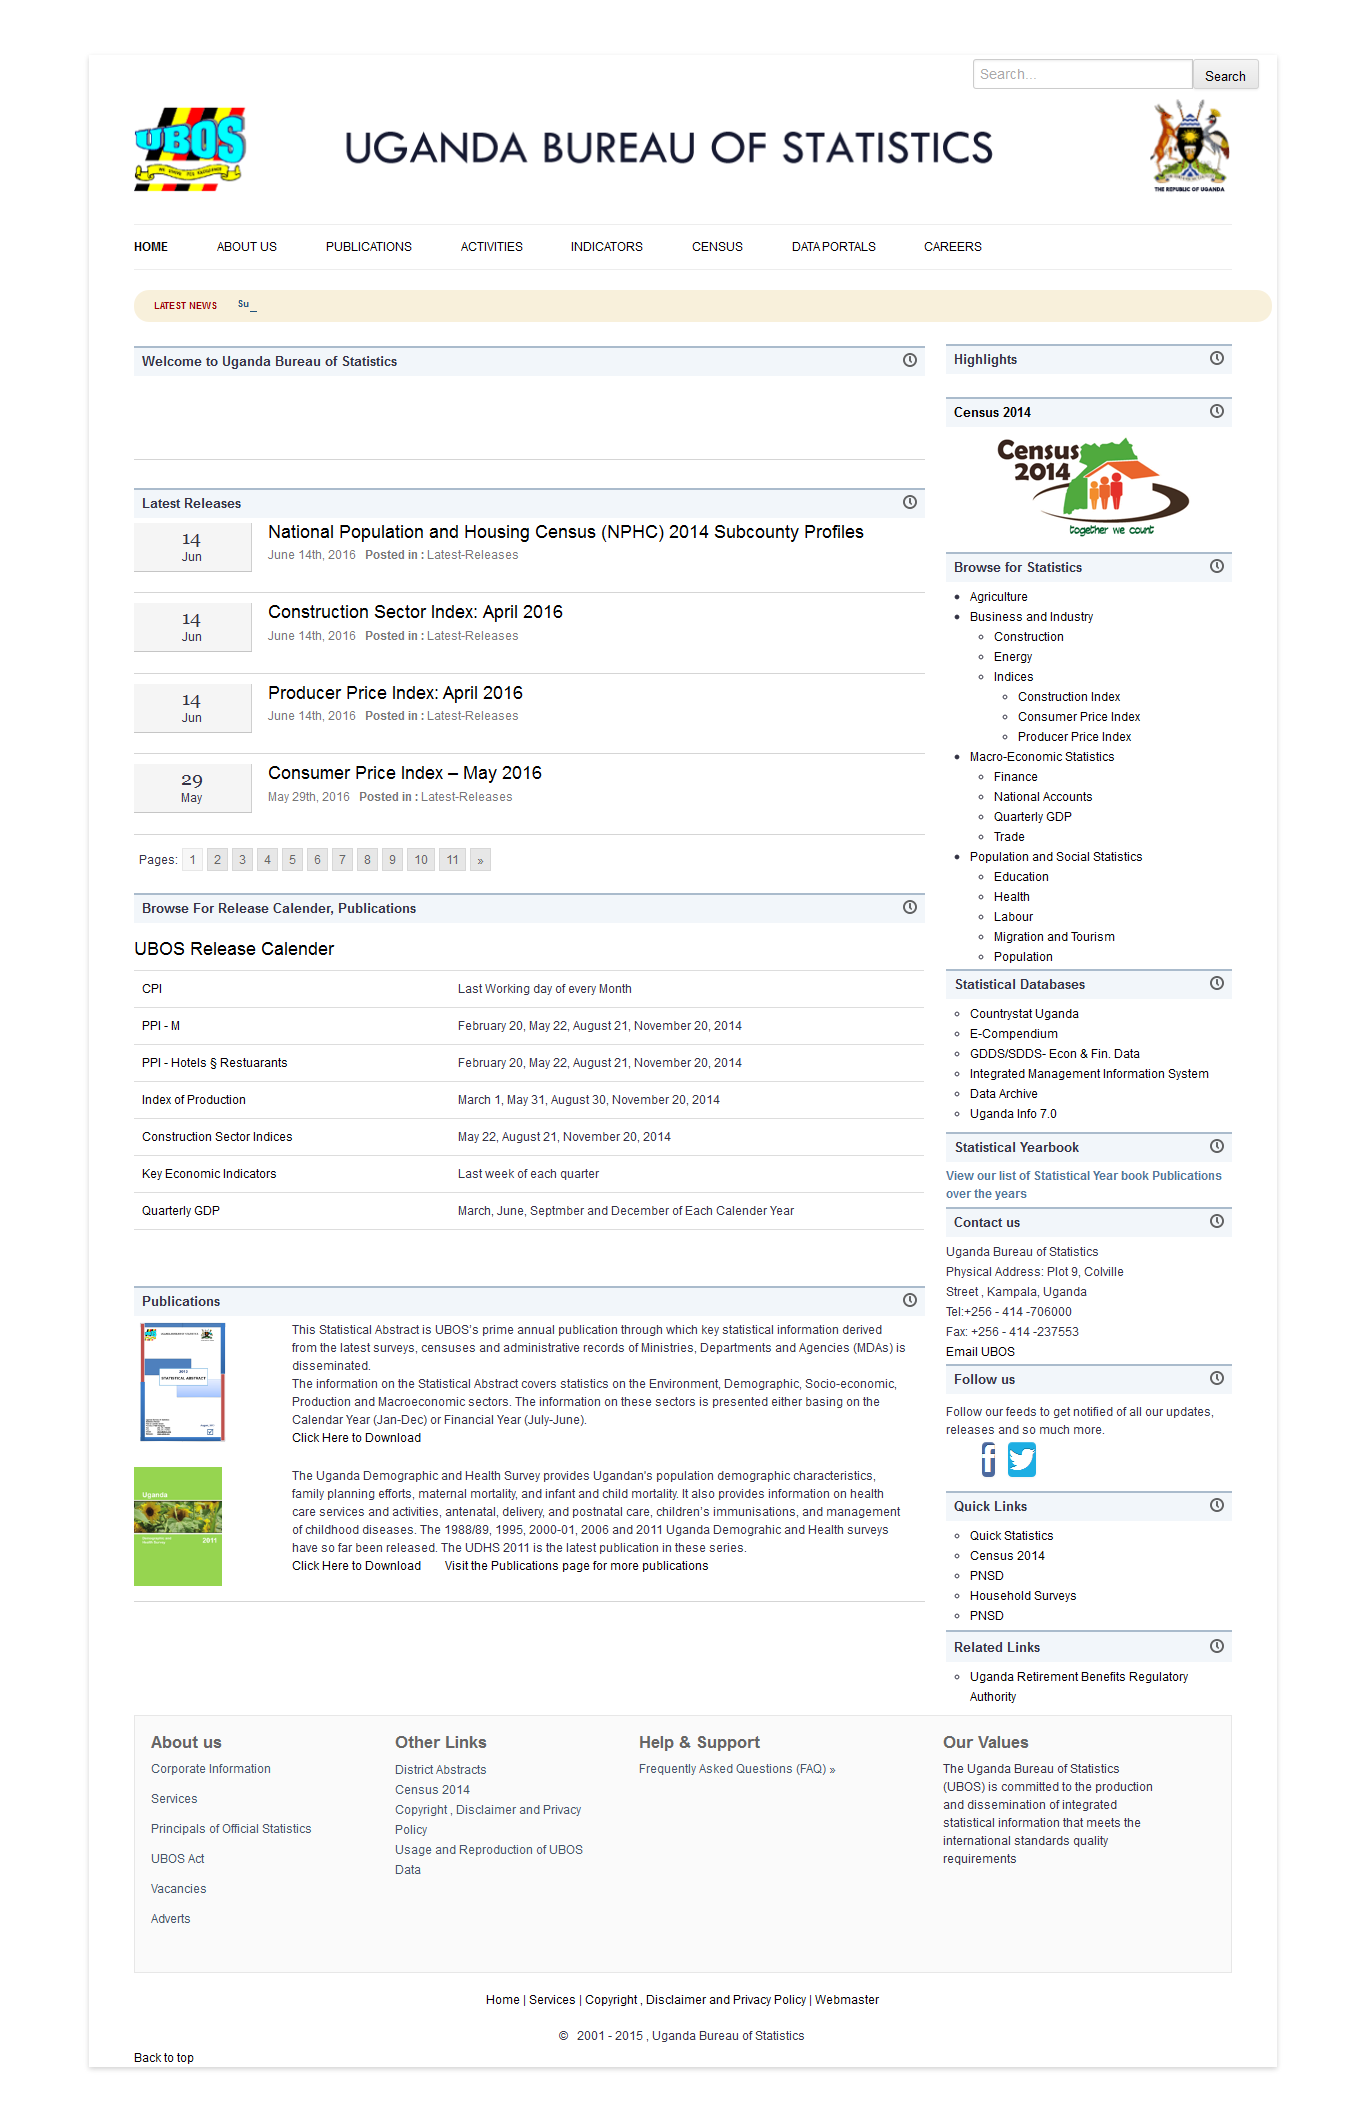 Search...
Search
UBOS
UGANDA BUREAU OF STATISTICS
THE REPUBLIC OF UGANDA
HOME
ABOUT US
PUBLICATIONS
ACTIVITIES
INDICATORS
CENSUS
DATA PORTALS
CAREERS
LATEST NEWS
Su _
Welcome to Uganda Bureau of Statistics
Latest Releases
14
Jun
National Population and Housing Census (NPHC) 2014 Subcounty Profiles
June 14th, 2016 Posted in : Latest-Releases
14
Jun
Construction Sector Index: April 2016
June 14th, 2016 Posted in : Latest-Releases
14
Jun
Producer Price Index: April 2016
June 14th, 2016 Posted in : Latest-Releases
29
May
Consumer Price Index – May 2016
May 29th, 2016 Posted in : Latest-Releases
Pages: 1 2 3 4 5 6 7 8 9 10 11 »
Browse For Release Calender, Publications
UBOS Release Calender
CPI Last Working day of every Month
PPI - M February 20, May 22, August 21, November 20, 2014
PPI - Hotels § Restuarants February 20, May 22, August 21, November 20, 2014
Index of Production March 1, May 31, August 30, November 20, 2014
Construction Sector Indices May 22, August 21, November 20, 2014
Key Economic Indicators Last week of each quarter
Quarterly GDP March, June, Septmber and December of Each Calender Year
Publications
STATISTICAL ABSTRACT
This Statistical Abstract is UBOS's prime annual publication through which key statistical information derived
from the latest surveys, censuses and administrative records of Ministries, Departments and Agencies (MDAs) is
disseminated.
The information on the Statistical Abstract covers statistics on the Environment, Demographic, Socio-economic,
Production and Macroeconomic sectors. The information on these sectors is presented either basing on the
Calendar Year (Jan-Dec) or Financial Year (July-June).
Click Here to Download
Uganda
2011
The Uganda Demographic and Health Survey provides Ugandan's population demographic characteristics,
family planning efforts, maternal mortality, and infant and child mortality. It also provides information on health
care services and activities, antenatal, delivery, and postnatal care, children's immunisations, and management
of childhood diseases. The 1988/89, 1995, 2000-01, 2006 and 2011 Uganda Demograhic and Health surveys
have so far been released. The UDHS 2011 is the latest publication in these series.
Click Here to Download Visit the Publications page for more publications
Highlights
Census 2014
Census
2014
together we count
Browse for Statistics
Agriculture
Business and Industry
Construction
Energy
Indices
Construction Index
Consumer Price Index
Producer Price Index
Macro-Economic Statistics
Finance
National Accounts
Quarterly GDP
Trade
Population and Social Statistics
Education
Health
Labour
Migration and Tourism
Population
Statistical Databases
Countrystat Uganda
E-Compendium
GDDS/SDDS- Econ & Fin. Data
Integrated Management Information System
Data Archive
Uganda Info 7.0
Statistical Yearbook
View our list of Statistical Year book Publications
over the years
Contact us
Uganda Bureau of Statistics
Physical Address: Plot 9, Colville
Street , Kampala, Uganda
Tel:+256 - 414 -706000
Fax: +256 - 414 -237553
Email UBOS
Follow us
Follow our feeds to get notified of all our updates,
releases and so much more.
Quick Links
Quick Statistics
Census 2014
PNSD
Household Surveys
PNSD
Related Links
Uganda Retirement Benefits Regulatory
Authority
About us
Corporate Information
Services
Principals of Official Statistics
UBOS Act
Vacancies
Adverts
Other Links
District Abstracts
Census 2014
Copyright , Disclaimer and Privacy
Policy
Usage and Reproduction of UBOS
Data
Help & Support
Frequently Asked Questions (FAQ) »
Our Values
The Uganda Bureau of Statistics
(UBOS) is committed to the production
and dissemination of integrated
statistical information that meets the
international standards quality
requirements
Home | Services | Copyright , Disclaimer and Privacy Policy | Webmaster
© 2001 - 2015 , Uganda Bureau of Statistics
Back to top